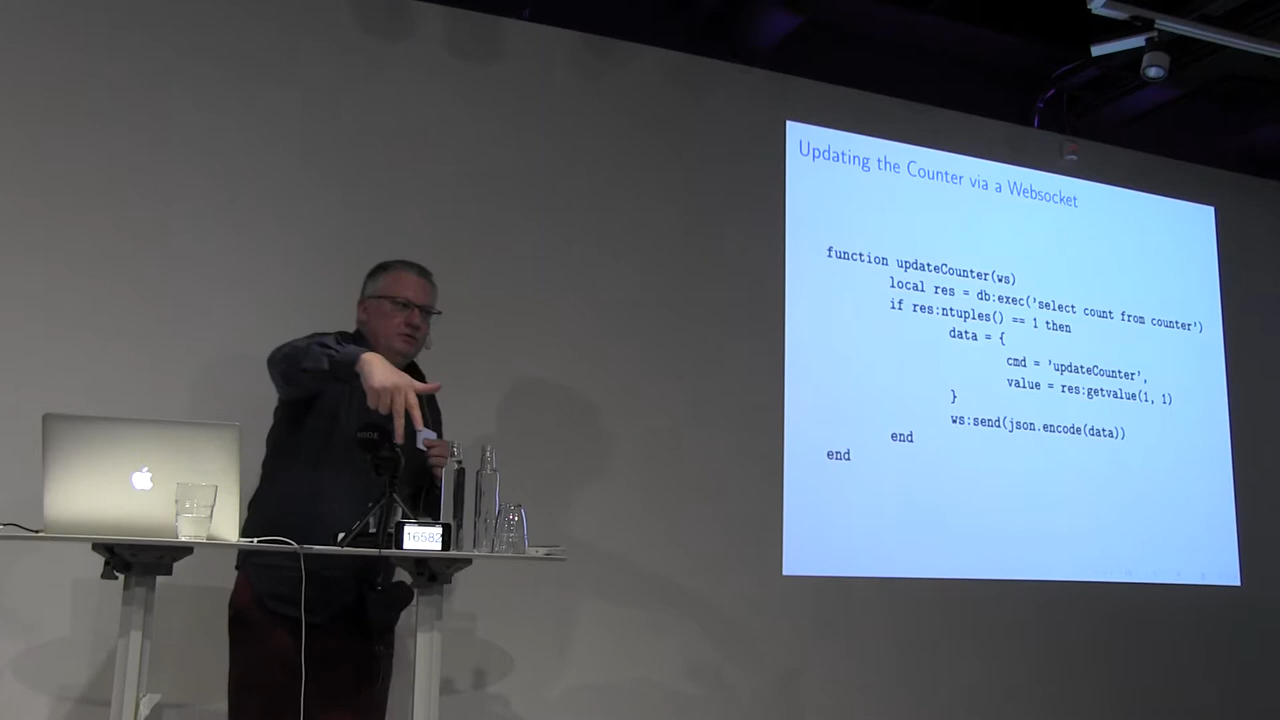 Updating the Counter via a Websocket
function updateCounter(ws)
local res = db:exec('select count from counter')
if res:ntuples() == 1 then
data = {
cmd = 'updateCounter',
value = res:getvalue(1, 1)
}
ws:send(json.encode(data))
end
end
RODE
16582